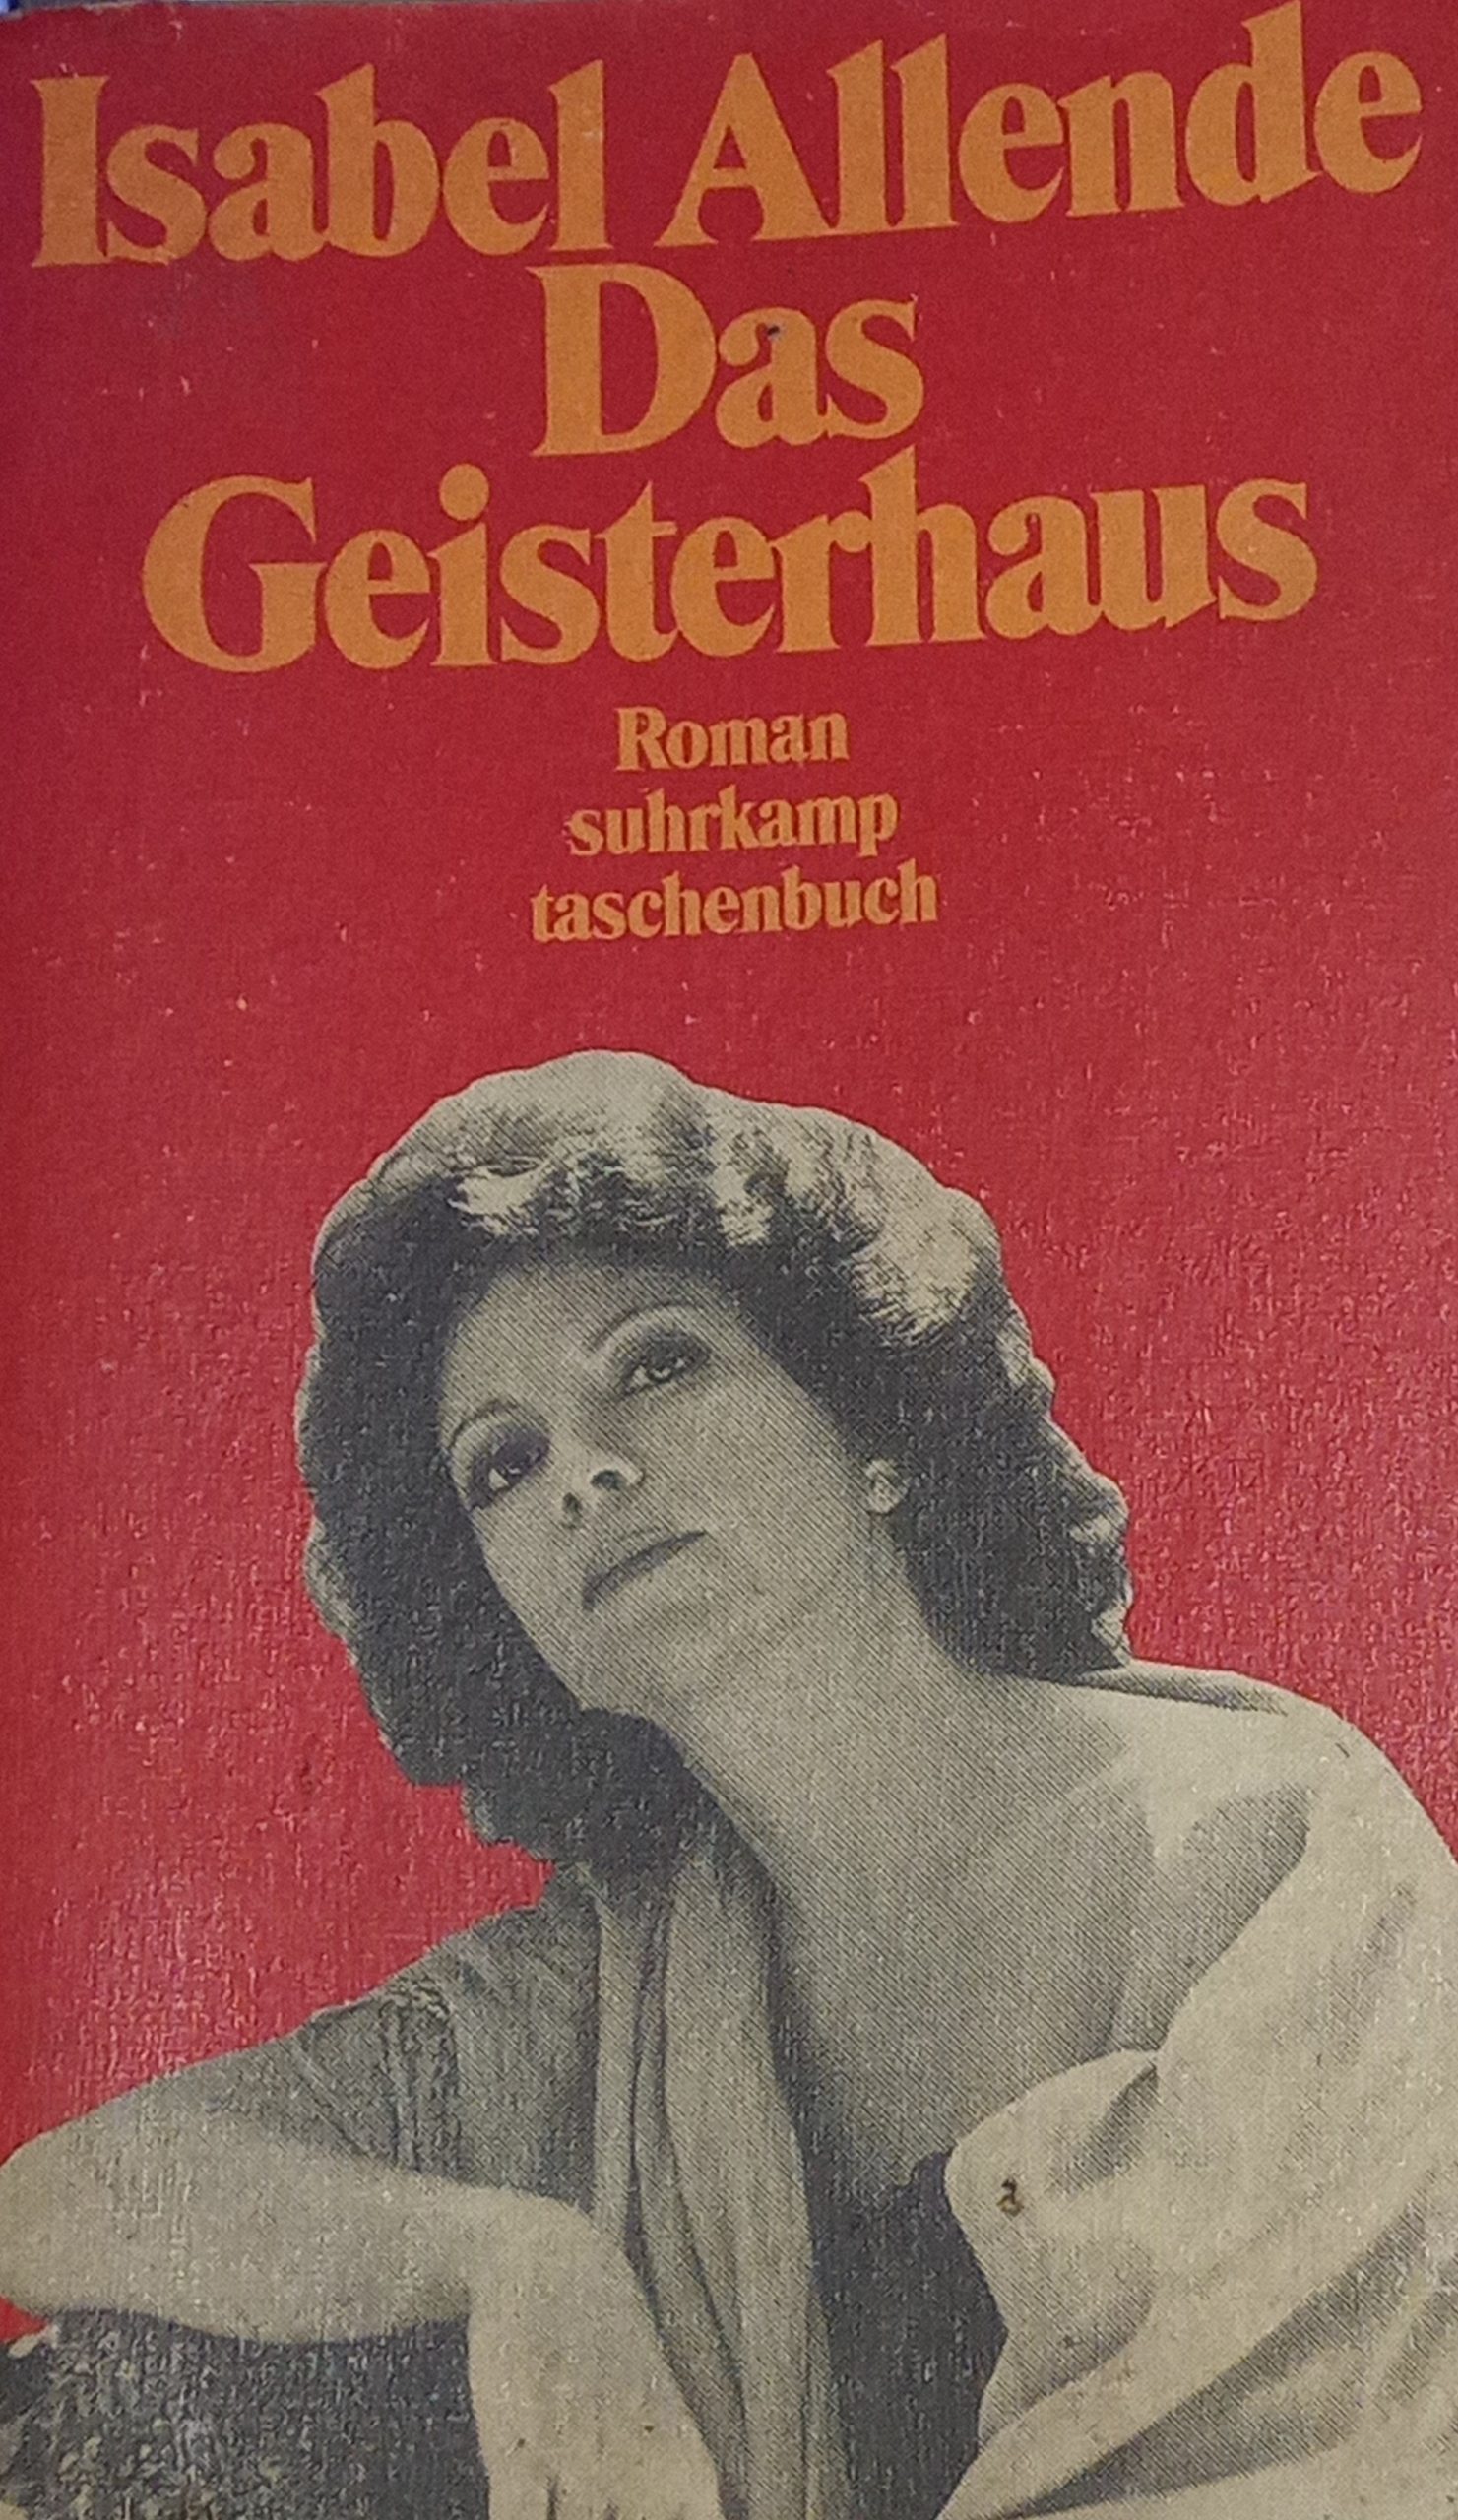 Isabel Allende
Das
Geisterhaus
Roman
suhrkamp
taschenbuch